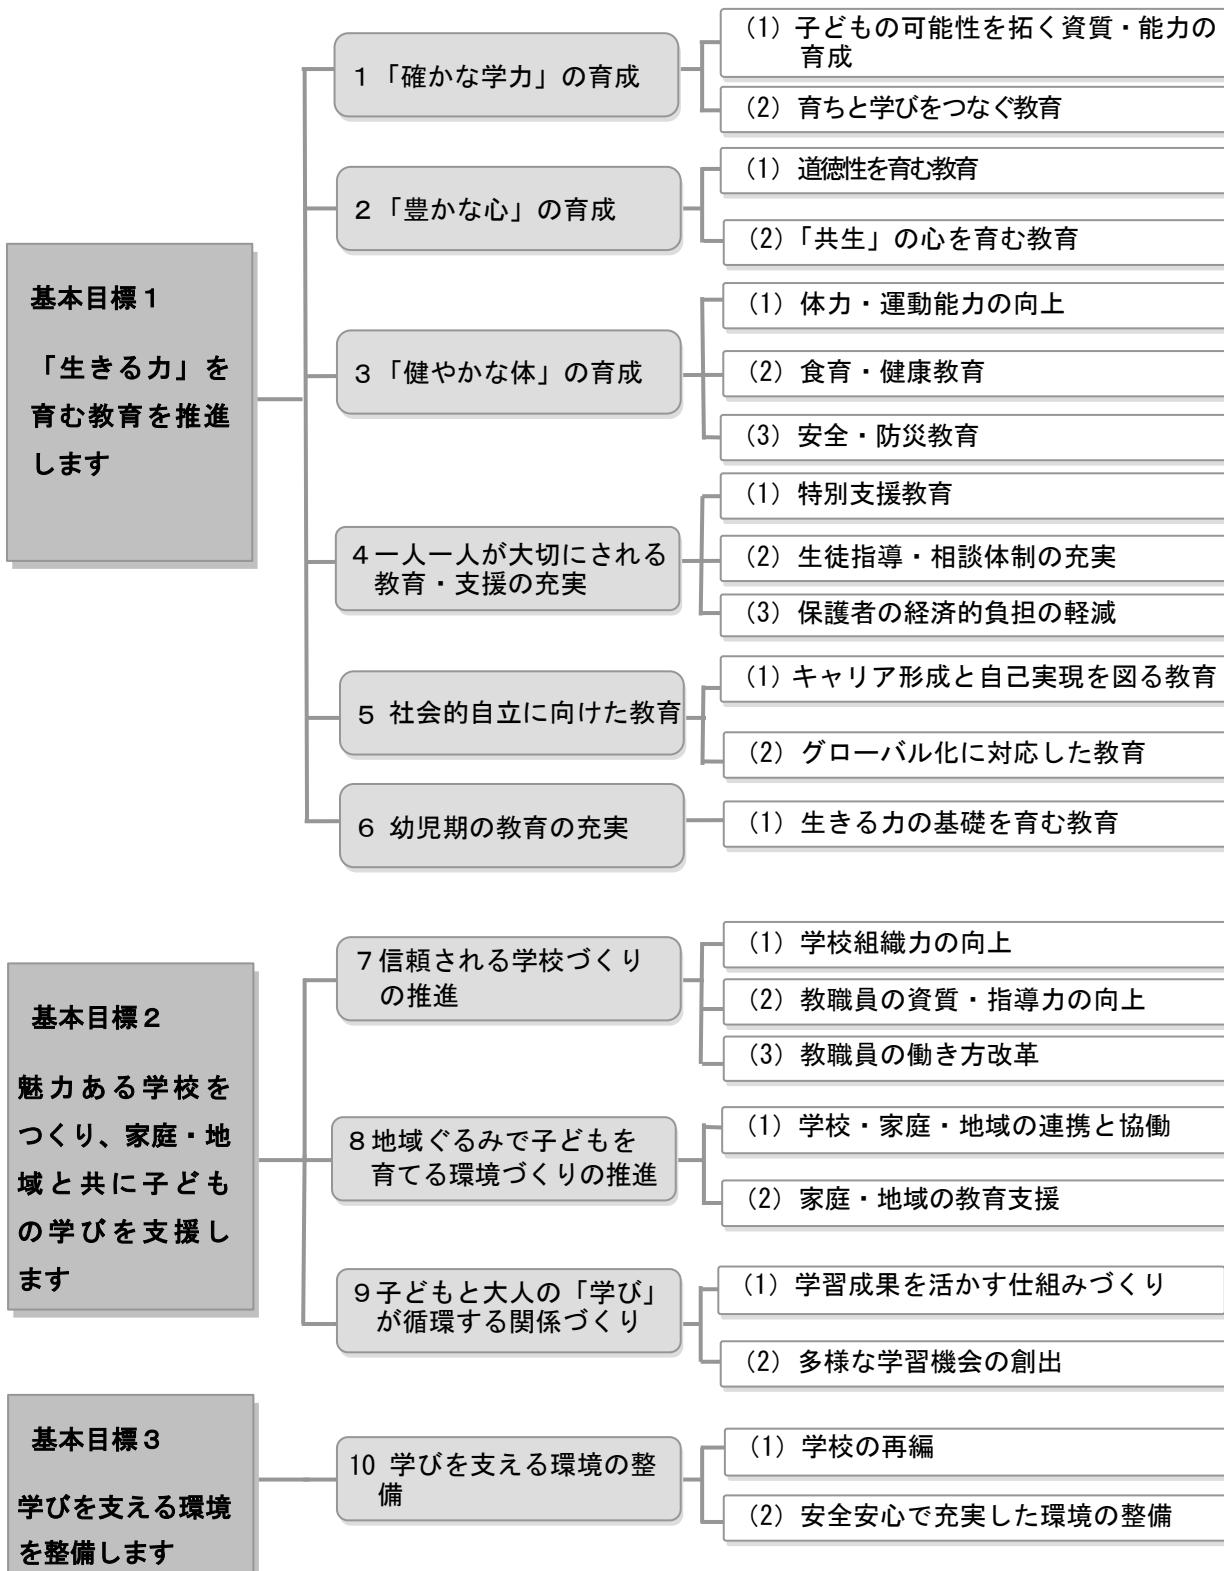 基本目標１
「生きる力」を
育む教育を推進
します
１「確かな学力」の育成
(1) 子どもの可能性を拓く資質・能力の
育成
(2) 育ちと学びをつなぐ教育
２「豊かな心」の育成
(1) 道徳性を育む教育
(2)「共生」の心を育む教育
３「健やかな体」の育成
(1) 体力・運動能力の向上
(2) 食育・健康教育
(3) 安全・防災教育
４一人一人が大切にされる
教育・支援の充実
(1) 特別支援教育
(2) 生徒指導・相談体制の充実
(3) 保護者の経済的負担の軽減
５ 社会的自立に向けた教育
(1) キャリア形成と自己実現を図る教育
(2) グローバル化に対応した教育
６ 幼児期の教育の充実
(1) 生きる力の基礎を育む教育
基本目標２
魅力ある学校を
つくり、家庭・地
域と共に子ども
の学びを支援し
ます
７信頼される学校づくり
の推進
(1) 学校組織力の向上
(2) 教職員の資質・指導力の向上
(3) 教職員の働き方改革
８地域ぐるみで子どもを
育てる環境づくりの推進
(1) 学校・家庭・地域の連携と協働
(2) 家庭・地域の教育支援
９子どもと大人の「学び」
が循環する関係づくり
(1) 学習成果を活かす仕組みづくり
(2) 多様な学習機会の創出
基本目標３
学びを支える環境
を整備します
10 学びを支える環境の整
備
(1) 学校の再編
(2) 安全安心で充実した環境の整備